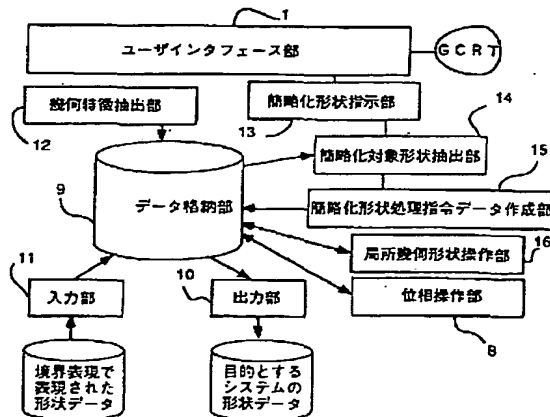 1
ユーザインタフェース部
GCRT
幾何特徴抽出部
12
簡略化形状指示部
13
14
簡略化対象形状抽出部
15
9
データ格納部
簡略化形状処理指令データ作成部
局所幾何形状操作部
16
11
入力部
10
出力部
位相操作部
8
境界表現で
表現された
形状データ
目的とする
システムの
形状データ